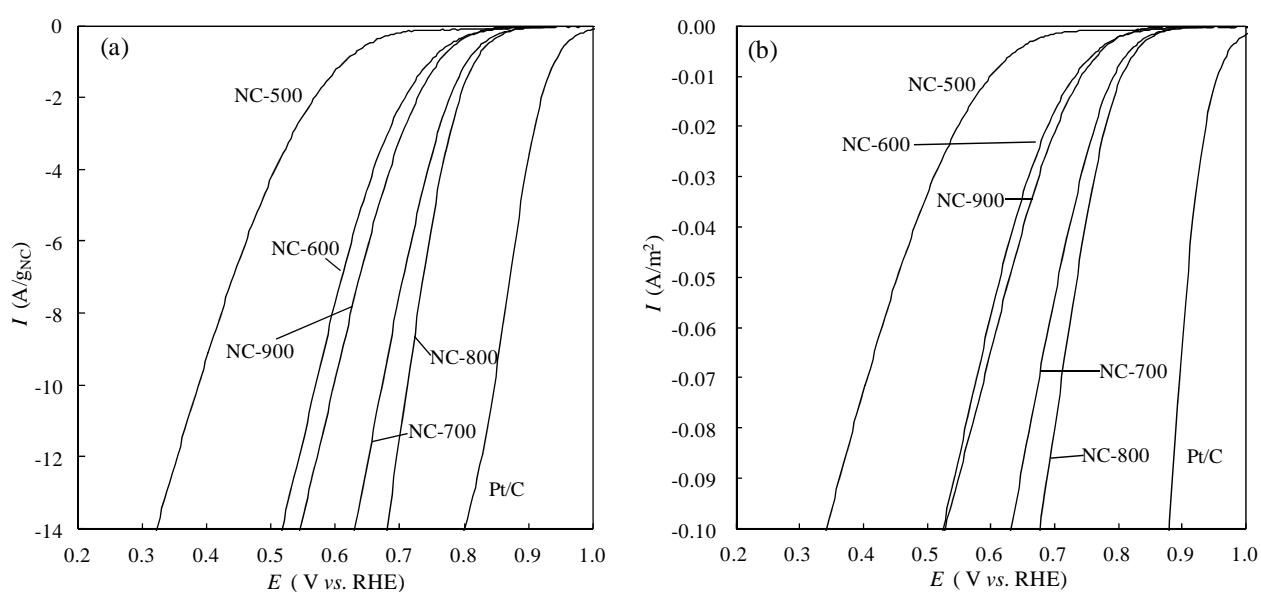 (a)
0
-2
-4
-6
-8
-10
-12
-14
I (A/gNC)
NC-500
NC-600
NC-900
NC-800
NC-700
Pt/C
0.2 0.3 0.4 0.5 0.6 0.7 0.8 0.9 1.0
E ( V vs. RHE)
(b)
0.00
-0.01
-0.02
-0.03
-0.04
-0.05
-0.06
-0.07
-0.08
-0.09
-0.10
I (A/m²)
NC-500
NC-600
NC-900
NC-700
NC-800
Pt/C
0.2 0.3 0.4 0.5 0.6 0.7 0.8 0.9 1.0
E ( V vs. RHE)